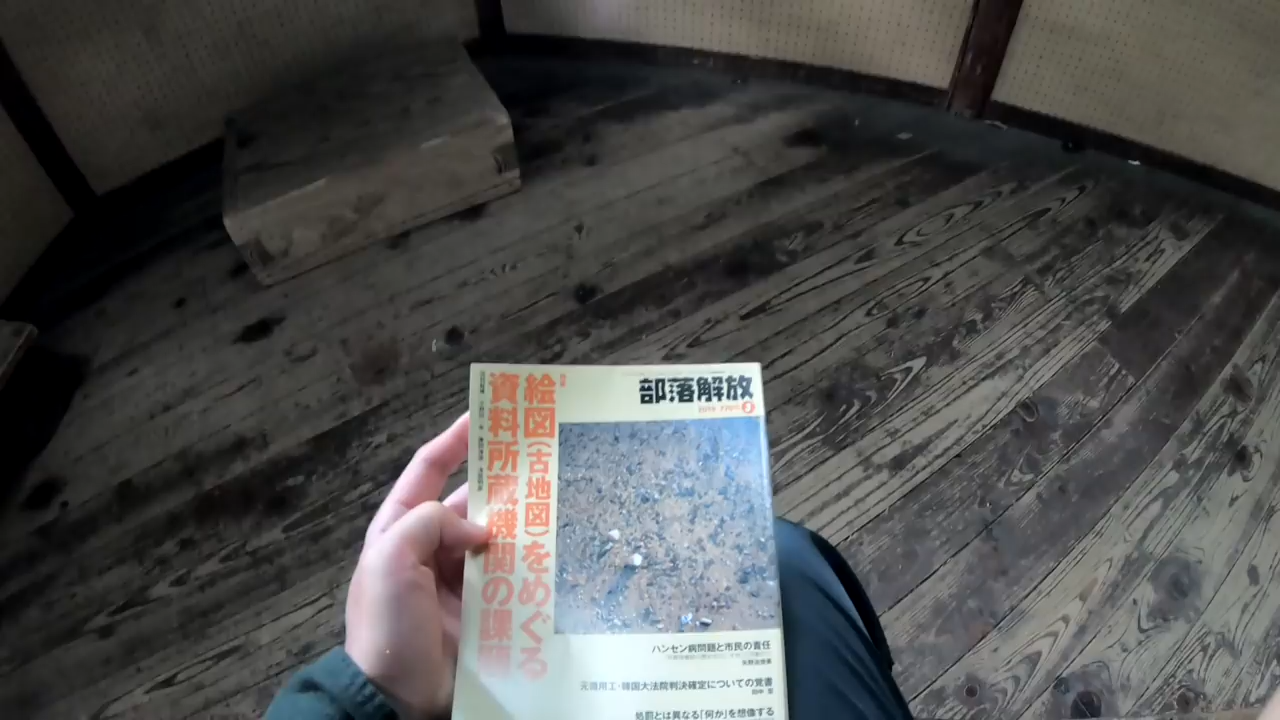 部落解放
絵図(古地図)をめぐる
資料所蔵機関の課題
ハンセン病問題と市民の責任
元徴用工・韓国大法院判決確定についての覚書
処罰とは異なる「何か」を想像する